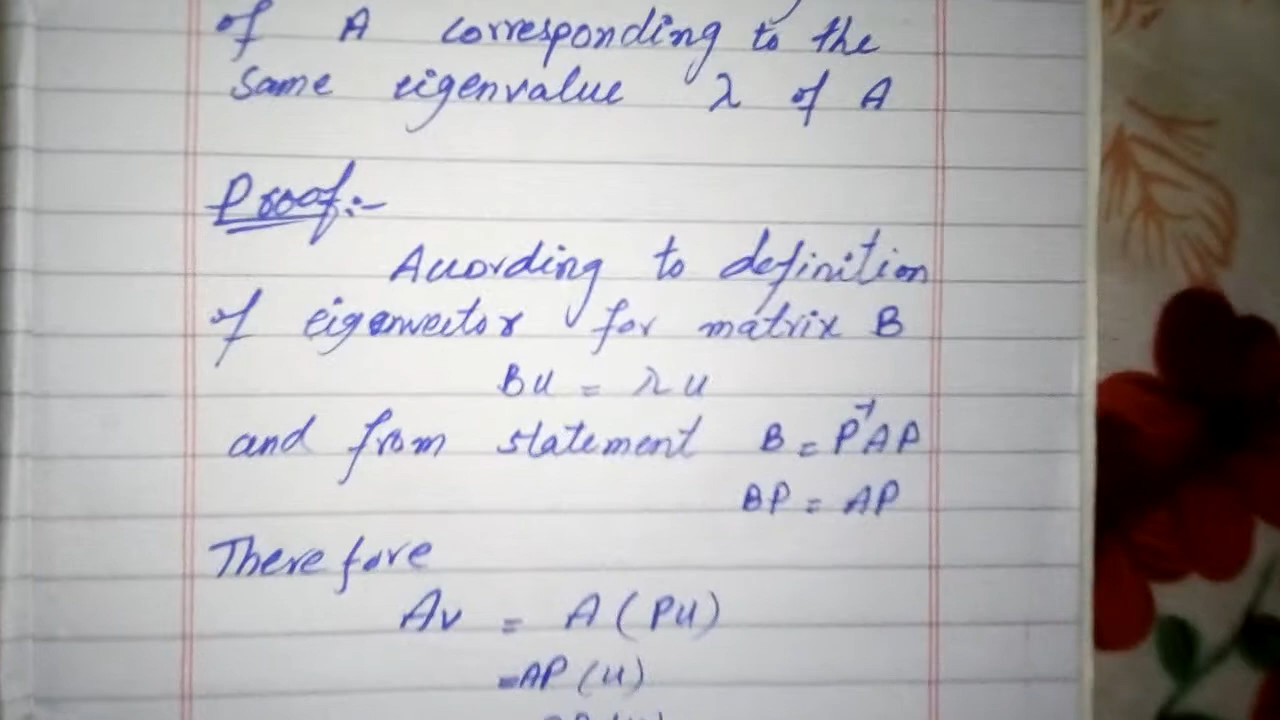 of A corresponding to the
same eigenvalue λ of A
Proof:-
According to definition
of eigenvector for matrix B
Bu = λu
and from statement B = P⁻¹AP
BP = AP
Therefore
Av = A(Pu)
=AP(u)